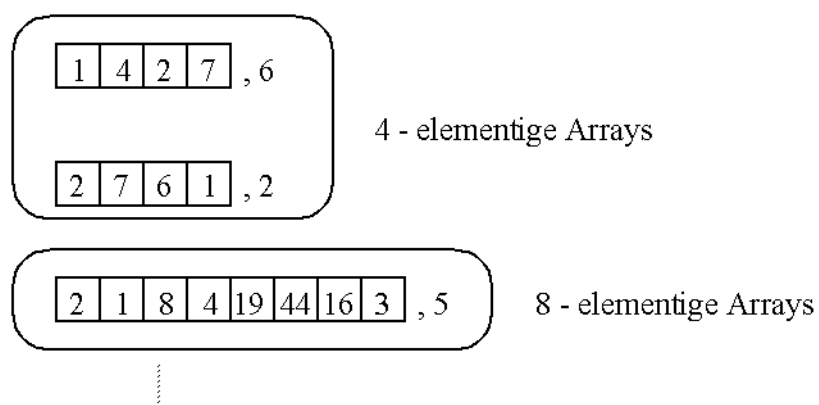 1 4 2 7 , 6
4 - elementige Arrays
2 7 6 1 , 2
2 1 8 4 19 44 16 3 , 5
8 - elementige Arrays